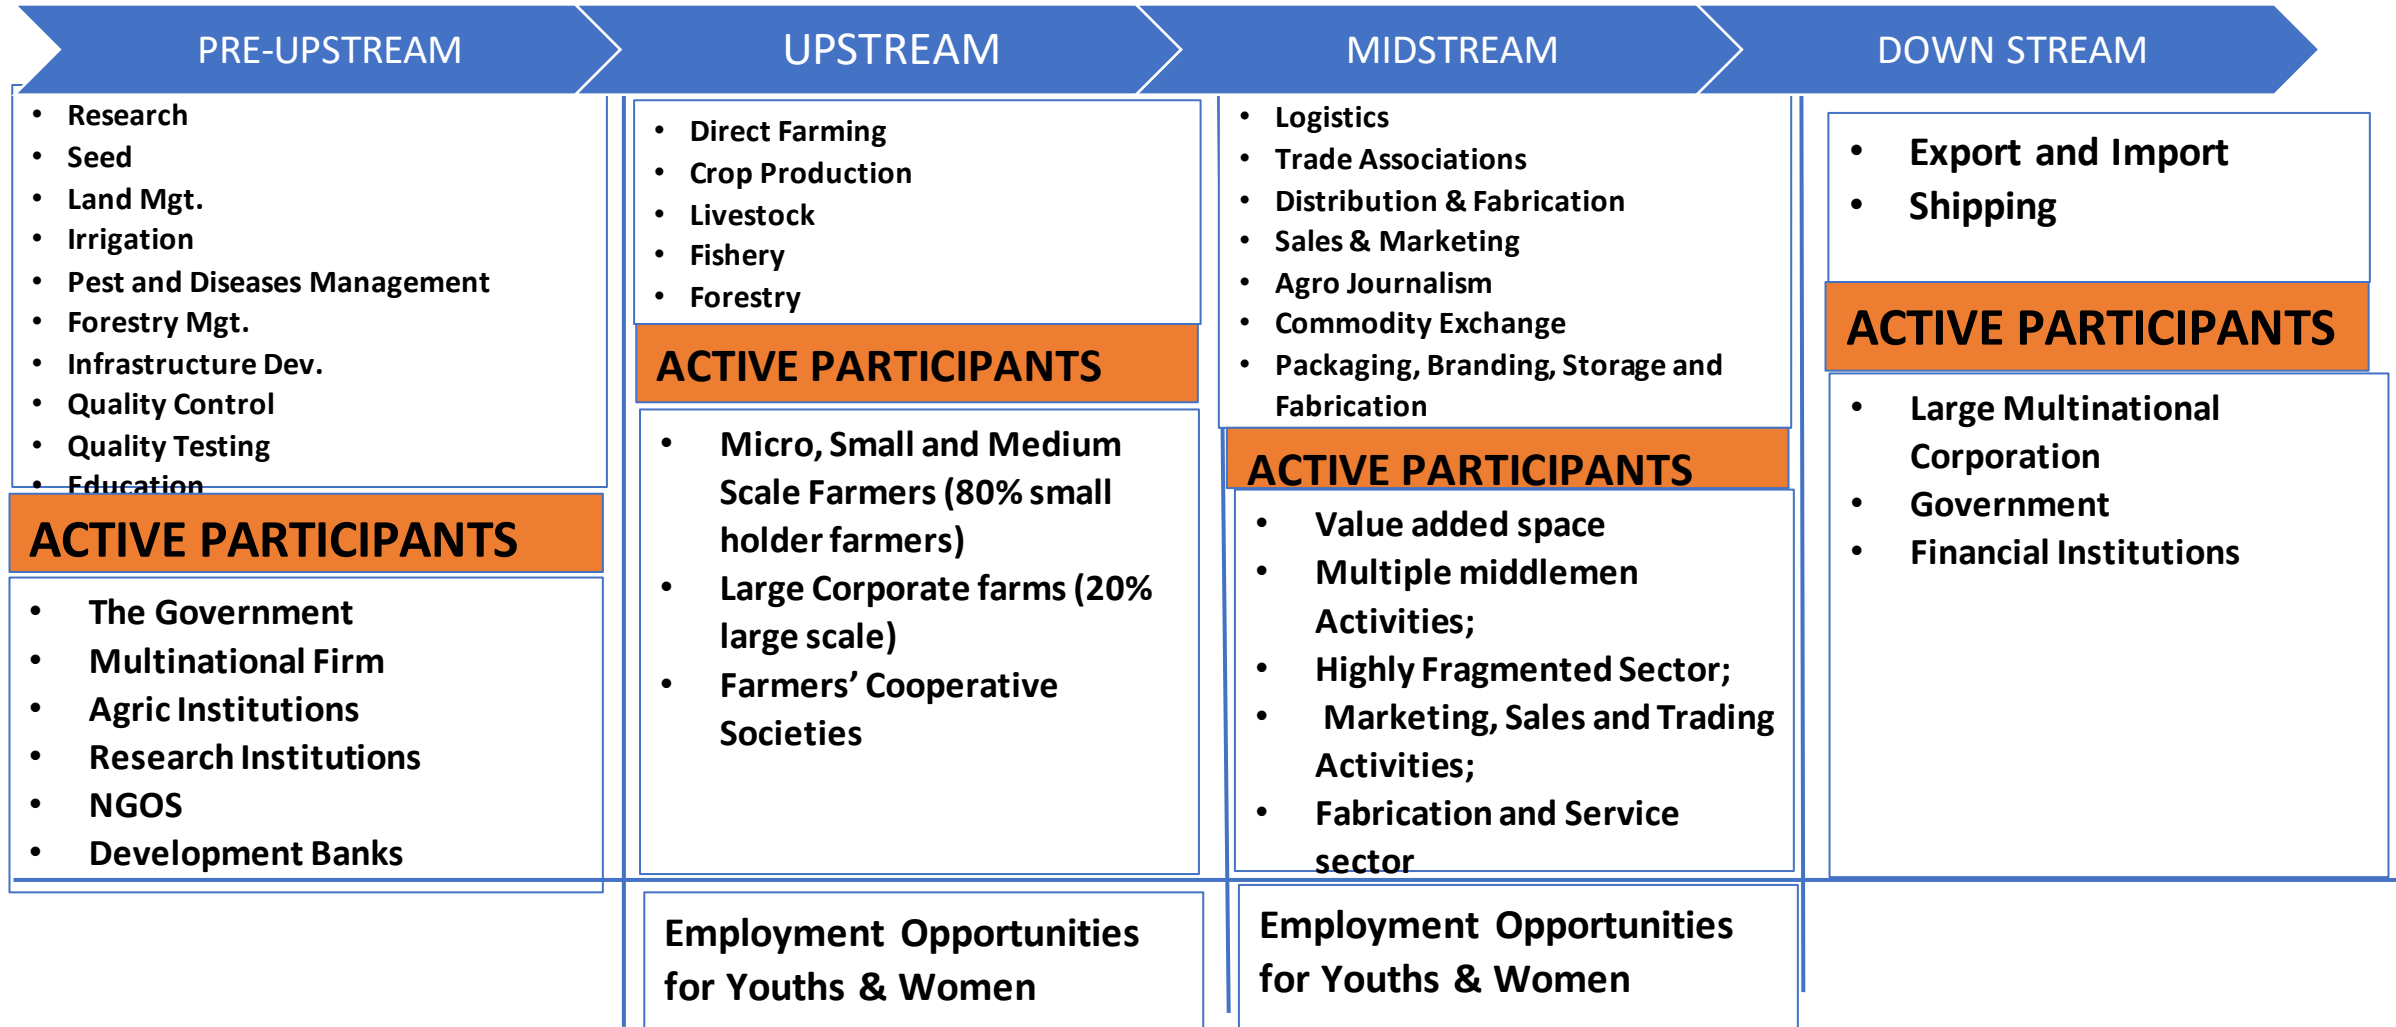 PRE-UPSTREAM
UPSTREAM
MIDSTREAM
DOWN STREAM
• Research
• Seed
• Land Mgt.
• Irrigation
• Pest and Diseases Management
• Forestry Mgt.
• Infrastructure Dev.
• Quality Control
• Quality Testing
• Education
ACTIVE PARTICIPANTS
• The Government
• Multinational Firm
• Agric Institutions
• Research Institutions
• NGOS
• Development Banks
• Direct Farming
• Crop Production
• Livestock
• Fishery
• Forestry
ACTIVE PARTICIPANTS
• Micro, Small and Medium
Scale Farmers (80% small
holder farmers)
• Large Corporate farms (20%
large scale)
• Farmers’ Cooperative
Societies
Employment Opportunities
for Youths & Women
• Logistics
• Trade Associations
• Distribution & Fabrication
• Sales & Marketing
• Agro Journalism
• Commodity Exchange
• Packaging, Branding, Storage and
Fabrication
ACTIVE PARTICIPANTS
• Value added space
• Multiple middlemen
Activities;
• Highly Fragmented Sector;
• Marketing, Sales and Trading
Activities;
• Fabrication and Service
sector
Employment Opportunities
for Youths & Women
• Export and Import
• Shipping
ACTIVE PARTICIPANTS
• Large Multinational
Corporation
• Government
• Financial Institutions